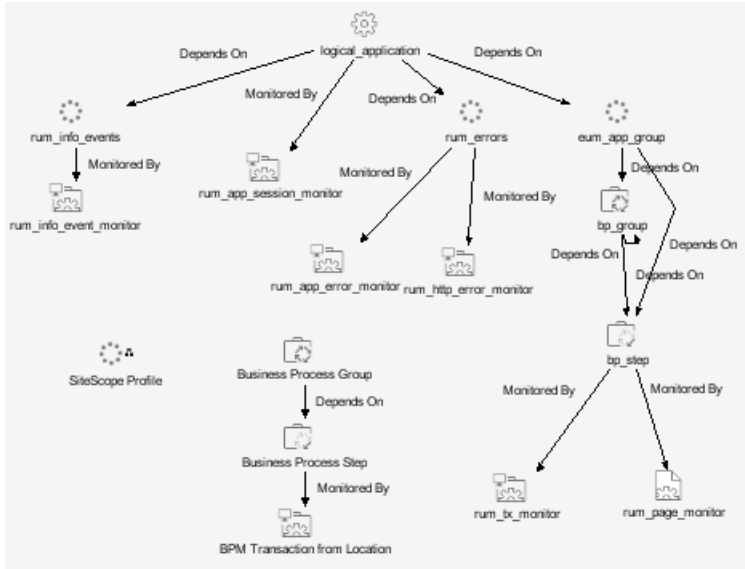 logical_application
Depends On
Depends On
Monitored By
Depends On
rum_info_events
rum_errors
eum_app_group
Monitored By
Monitored By
Depends On
rum_app_session_monitor
Monitored By
rum_info_event_monitor
bp_group
Depends On
Depends On
Depends On
rum_app_error_monitor
rum_http_error_monitor
bp_step
SiteScope Profile
Business Process Group
Monitored By
Monitored By
Depends On
Business Process Step
Monitored By
rum_tx_monitor
rum_page_monitor
BPM Transaction from Location